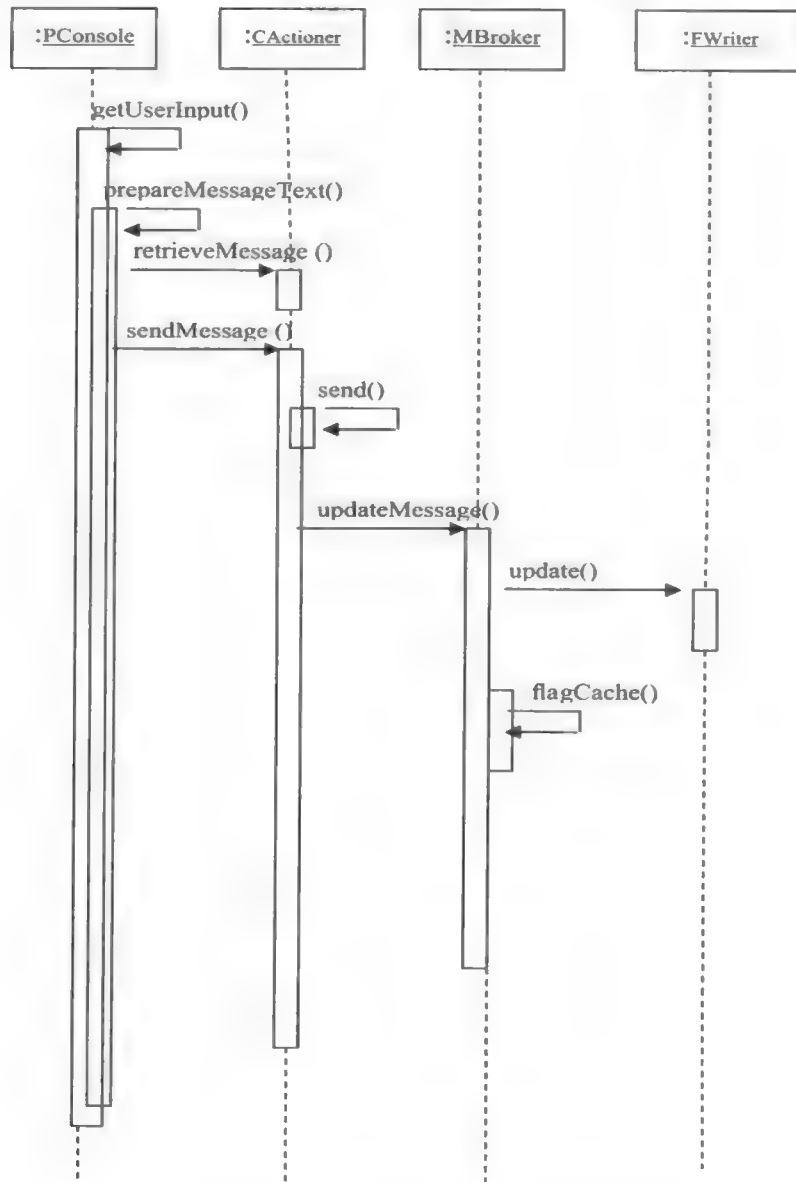 :PConsole
:CActioner
:MBroker
:FWriter
getUserInput()
prepareMessageText()
retrieveMessage ()
sendMessage ()
send()
updateMessage()
update()
flagCache()